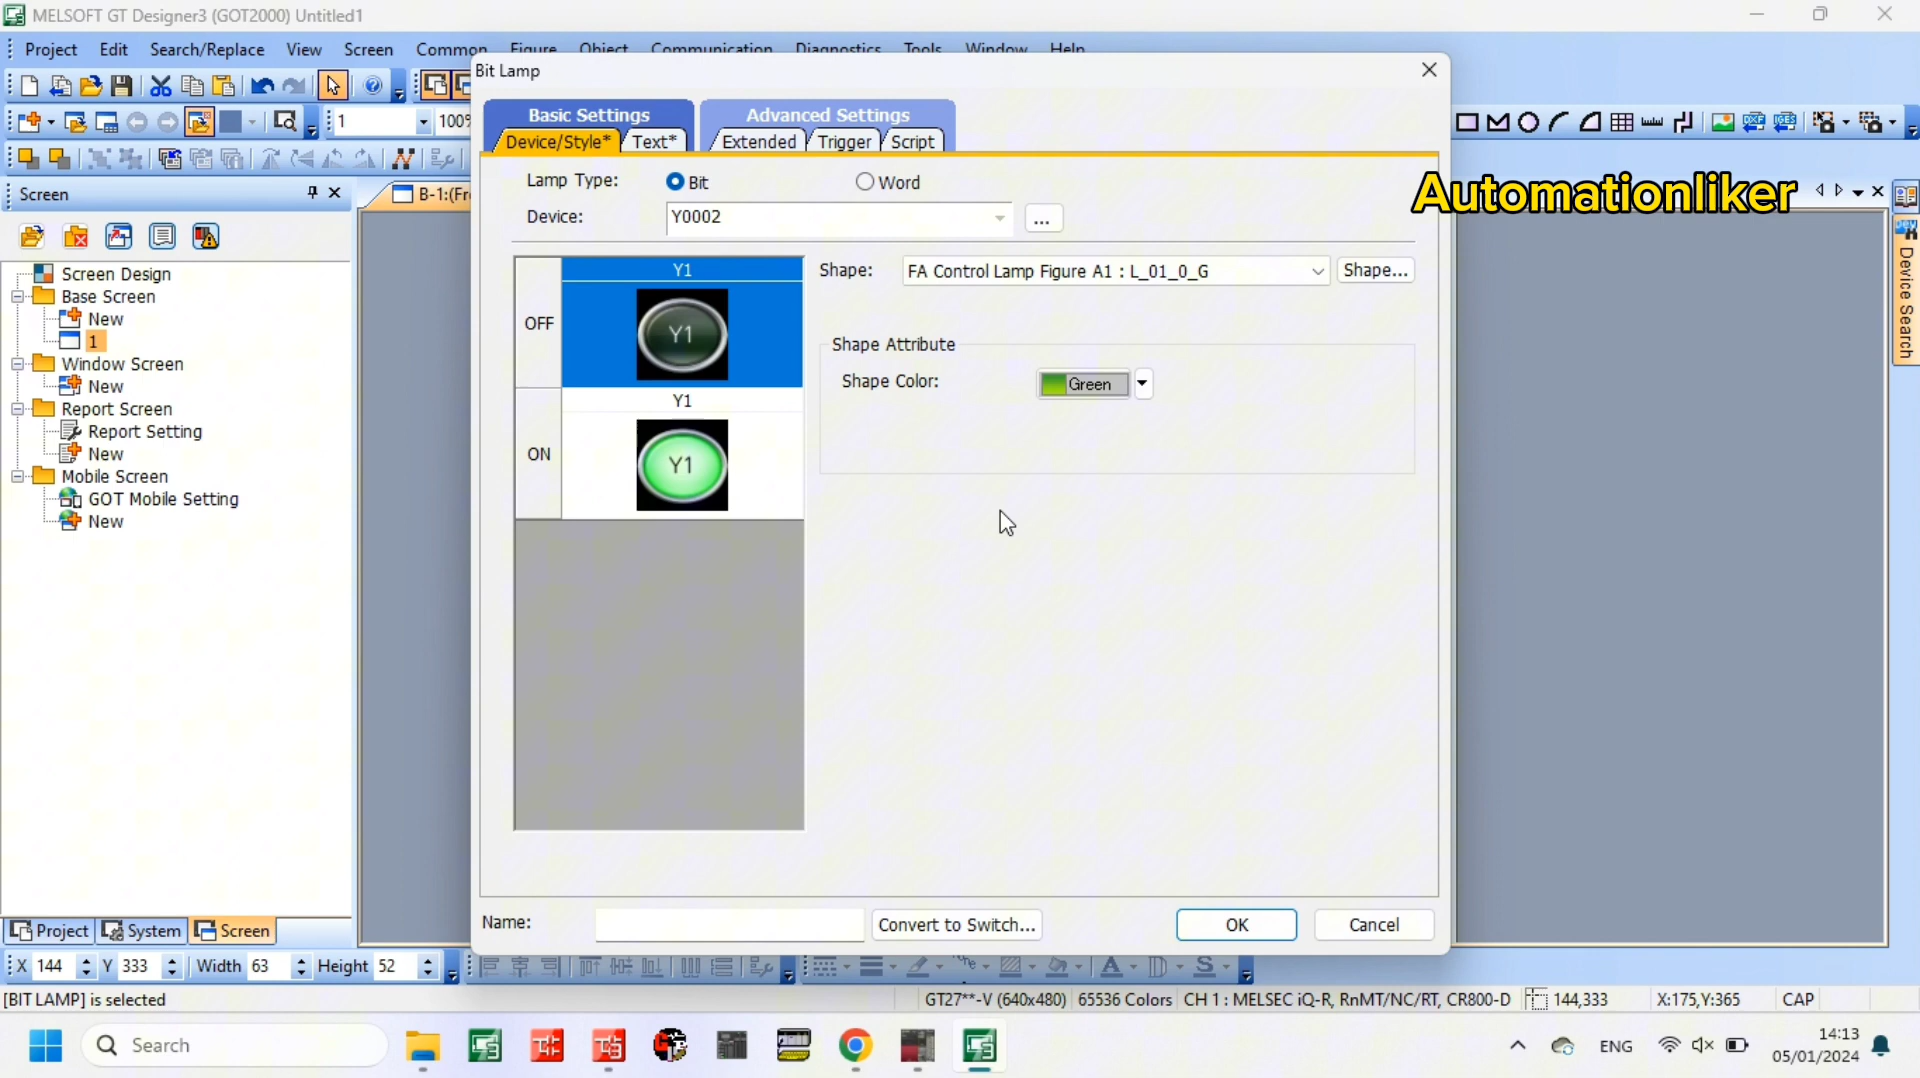 MELSOFT GT Designer3 (GOT2000) Untitled1
Project Edit Search/Replace View Screen Common Figure Object Communication Diagnostics Tools Window Help
Bit Lamp
1 100%
Basic Settings Advanced Settings
Device/Style* Text* Extended Trigger Script
Screen
B-1:(Fr
Automationliker
Lamp Type: Bit Word
Device: Y0002 ...
Device Search
Screen Design
Base Screen
New
1
Window Screen
New
Report Screen
Report Setting
New
Mobile Screen
GOT Mobile Setting
New
Y1
OFF Y1
Y1
ON Y1
Shape: FA Control Lamp Figure A1 : L_01_0_G Shape...
Shape Attribute
Shape Color: Green
Name: Convert to Switch... OK Cancel
Project System Screen
X 144 Y 333 Width 63 Height 52
[BIT LAMP] is selected GT27**-V (640x480) 65536 Colors CH 1 : MELSEC iQ-R, RnMT/NC/RT, CR800-D 144,333 X:175,Y:365 CAP
Search ENG 14:13
05/01/2024